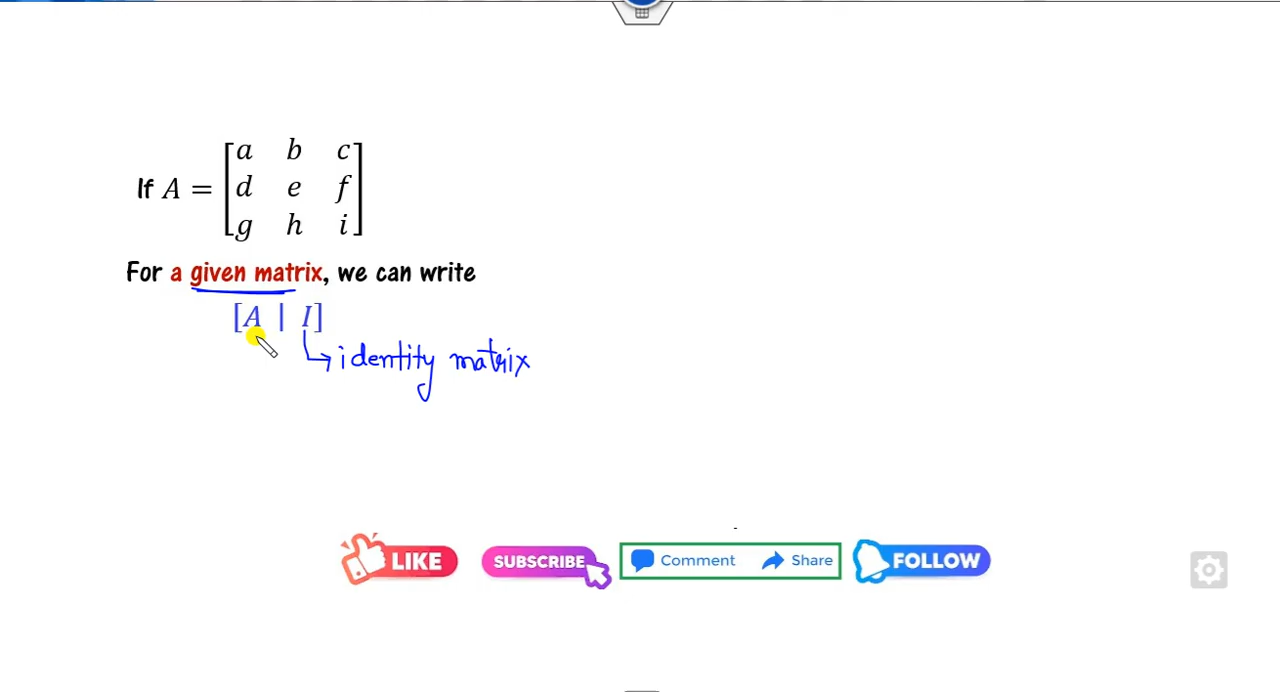 If A = [a b c
d e f
g h i]
For a given matrix, we can write
[A | I]
identity matrix
LIKE SUBSCRIBE Comment Share FOLLOW